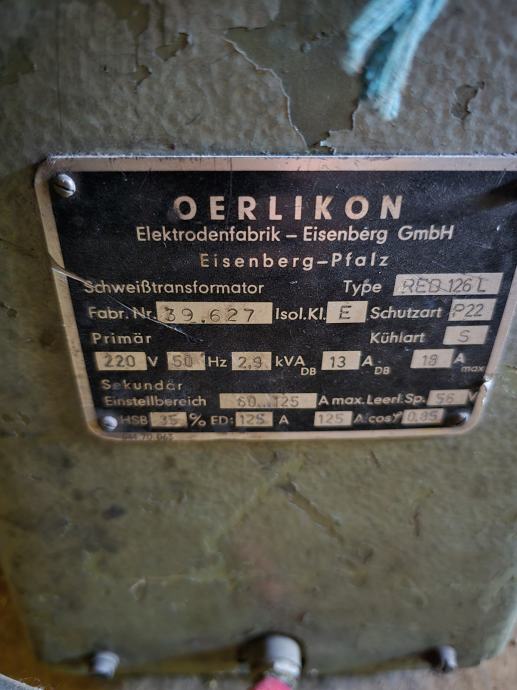 OERLIKON
Elektrodenfabrik – Eisenberg GmbH
Eisenberg-Pfalz
Schweißtransformator Type RED 126 L
Fabr. Nr. 39.627 Isol.Kl. E Schutzart P22
Primär Kühlart S
220 V 50 Hz 2,9 kVA DB 13 A DB 18 A max
Sekundär
Einstellbereich 60...125 A max. Leerl. Sp. 56 V
HSB 35 % ED: 125 A 125 A cosφ 0,85